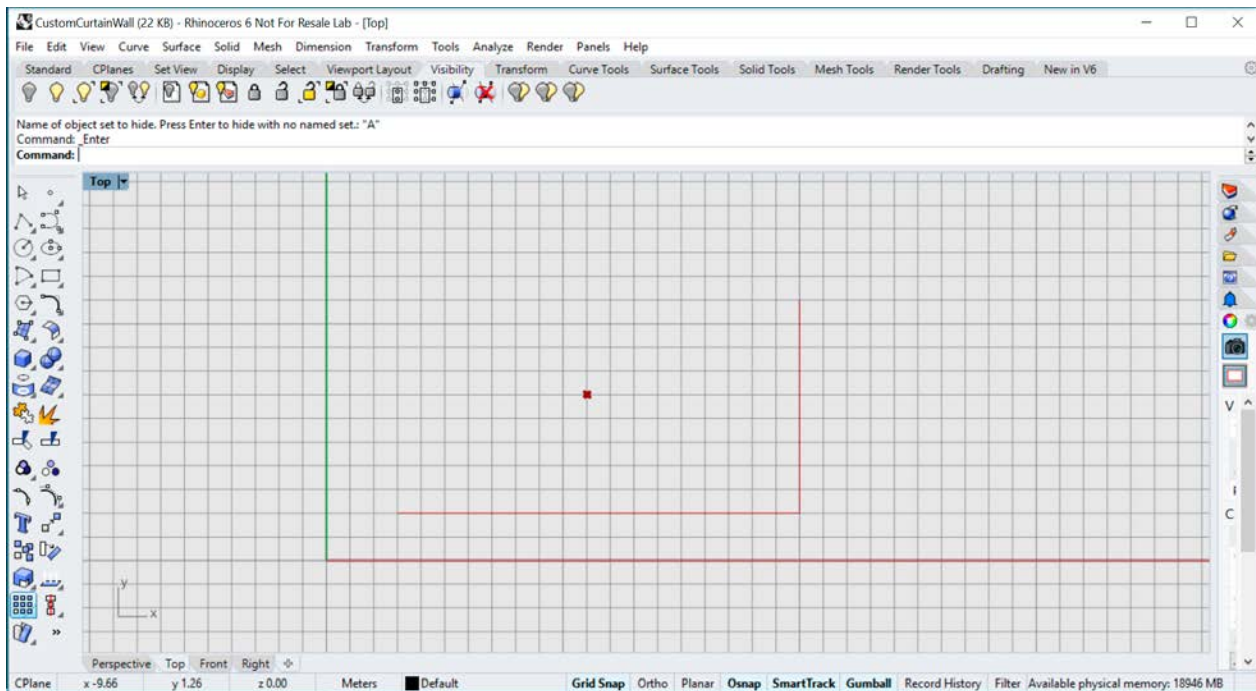 CustomCurtainWall (22 KB) - Rhinoceros 6 Not For Resale Lab - [Top]
File Edit View Curve Surface Solid Mesh Dimension Transform Tools Analyze Render Panels Help
Standard CPlanes Set View Display Select Viewport Layout Visibility Transform Curve Tools Surface Tools Solid Tools Mesh Tools Render Tools Drafting New in V6
Name of object set to hide. Press Enter to hide with no named set.: "A"
Command: _Enter
Command:
Top
V
C
y
x
Perspective Top Front Right
CPlane x -9.66 y 1.26 z 0.00 Meters Default Grid Snap Ortho Planar Osnap SmartTrack Gumball Record History Filter Available physical memory: 18946 MB